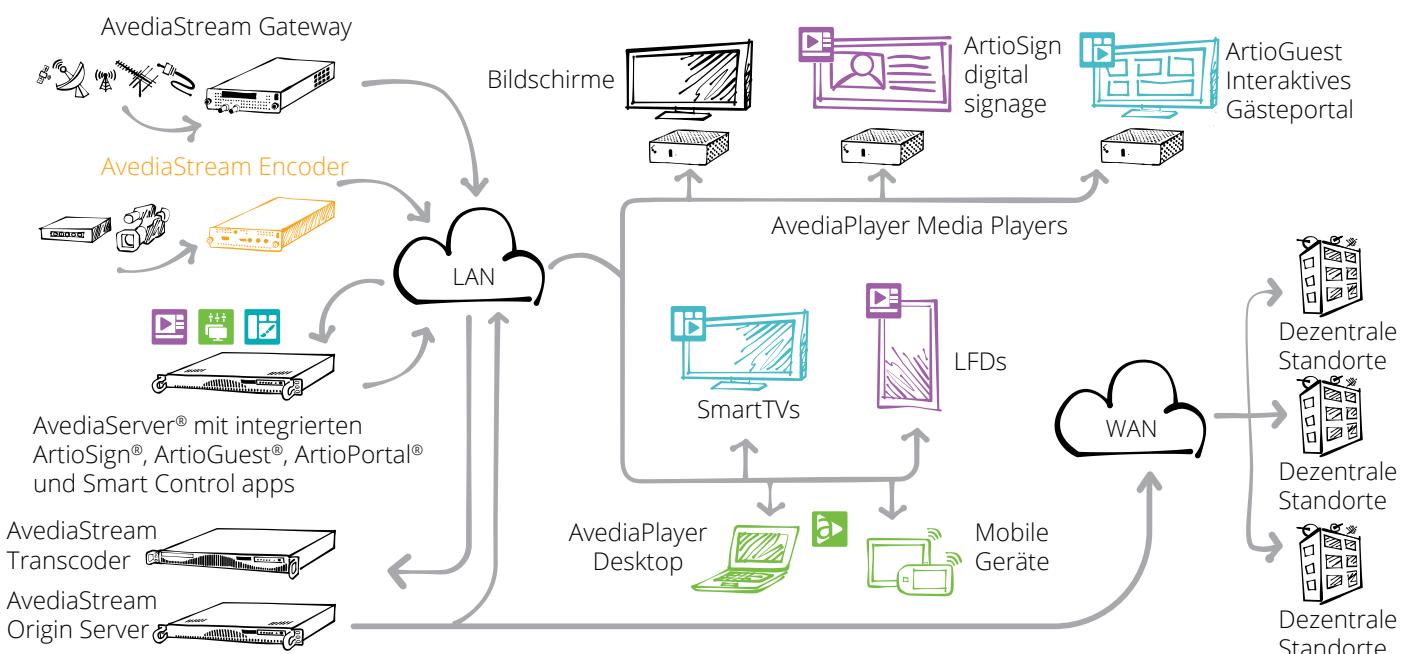 AvediaStream Gateway
Bildschirme
ArtioSign
digital
signage
ArtioGuest
Interaktives
Gästeportal
AvediaStream Encoder
AvediaPlayer Media Players
LAN
AvediaServer® mit integrierten
ArtioSign®, ArtioGuest®, ArtioPortal®
und Smart Control apps
SmartTVs
LFDs
WAN
Dezentrale
Standorte
Dezentrale
Standorte
Dezentrale
Standorte
AvediaStream
Transcoder
AvediaStream
Origin Server
AvediaPlayer
Desktop
a
Mobile
Geräte